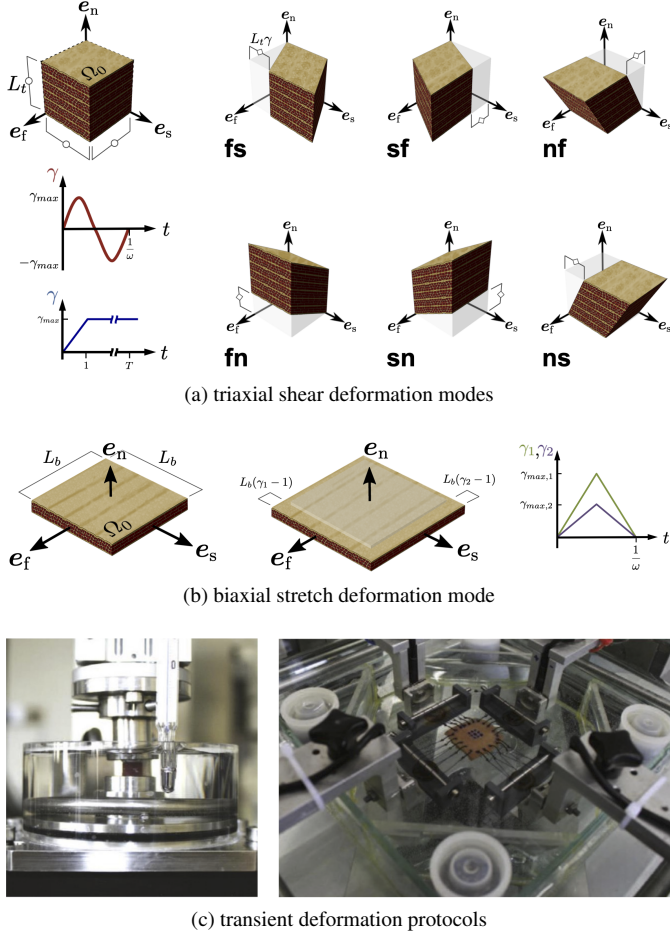 e_n
L_t
Ω_0
e_f
e_s
γ
γ_max
t
−γ_max
1/ω
γ
γ_max
1
T
t
e_n
L_tγ
e_f
e_s
fs
e_n
e_f
e_s
sf
e_n
e_f
e_s
nf
e_n
e_f
e_s
fn
e_n
e_f
e_s
sn
e_n
e_f
e_s
ns
(a) triaxial shear deformation modes
e_n
L_b
L_b
Ω_0
e_f
e_s
e_n
L_b(γ_1 − 1)
L_b(γ_2 − 1)
e_f
e_s
γ_1,γ_2
γ_max,1
γ_max,2
t
1/ω
(b) biaxial stretch deformation mode
(c) transient deformation protocols